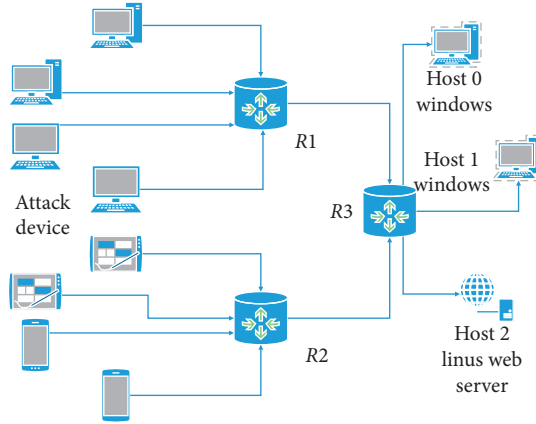 Host 0
windows
R1
Host 1
windows
Attack
device
R3
R2
Host 2
linus web
server